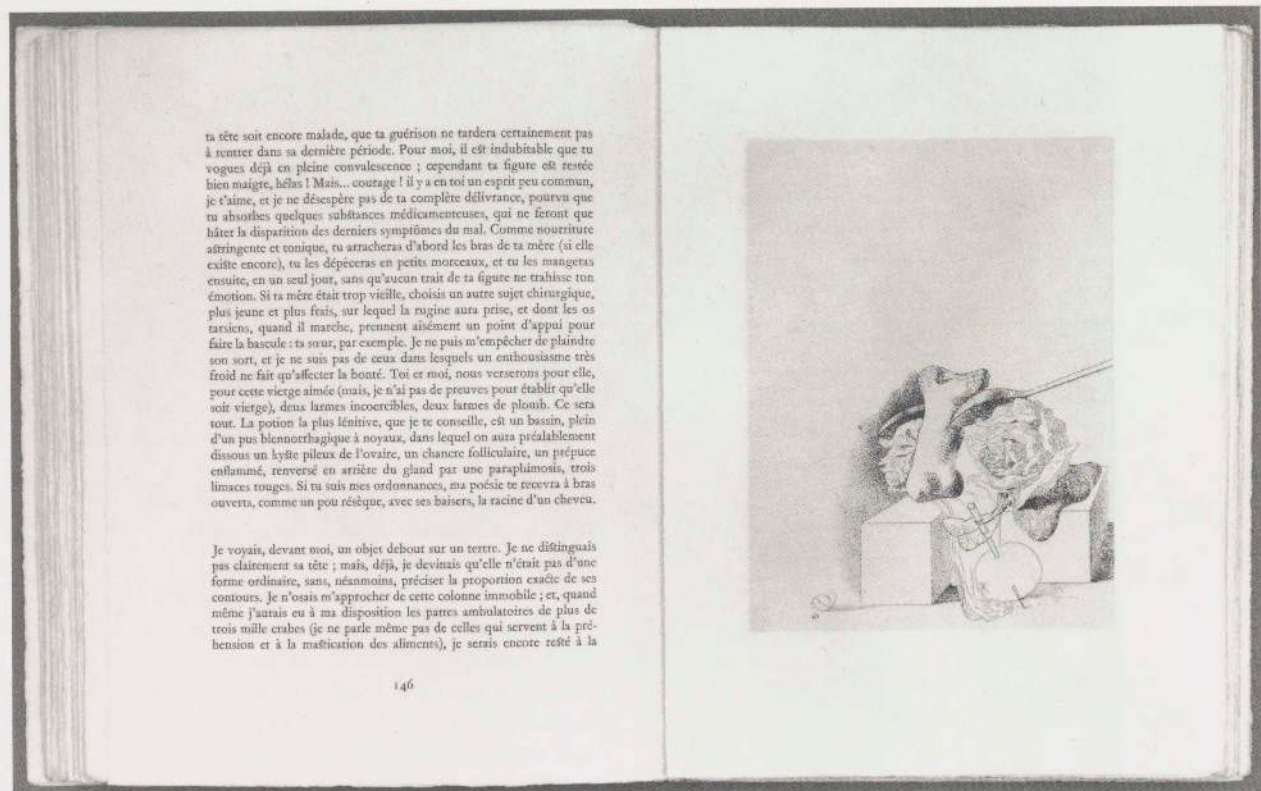 ta tête soit encore malade, que ta guérison ne tardera certainement pas
à rentrer dans sa dernière période. Pour moi, il est indubitable que tu
vogues déjà en pleine convalescence ; cependant ta figure est restée
bien maigre, hélas ! Mais... courage ! il y a en toi un esprit peu commun,
je t'aime, et je ne désespère pas de ta complète délivrance, pourvu que
tu absorbes quelques substances médicamenteuses, qui ne feront que
hâter la disparition des derniers symptômes du mal. Comme nourriture
astringente et tonique, tu arracheras d'abord les bras de ta mère (si elle
existe encore), tu les dépèceras en petits morceaux, et tu les mangeras
ensuite, en un seul jour, sans qu'aucun trait de ta figure ne trahisse ton
émotion. Si ta mère était trop vieille, choisis un autre sujet chirurgique,
plus jeune et plus frais, sur lequel la rugine aura prise, et dont les os
tarsiens, quand il marche, prennent aisément un point d'appui pour
faire la bascule : ta sœur, par exemple. Je ne puis m'empêcher de plaindre
son sort, et je ne suis pas de ceux dans lesquels un enthousiasme très
froid ne fait qu'affecter la bonté. Toi et moi, nous verserons pour elle,
pour cette vierge aimée (mais, je n'ai pas de preuves pour établir qu'elle
soit vierge), deux larmes incoercibles, deux larmes de plomb. Ce sera
tout. La potion la plus lénitive, que je te conseille, est un bassin, plein
d'un pus blennorrhagique à noyaux, dans lequel on aura préalablement
dissous un kyste pileux de l'ovaire, un chancre folliculaire, un prépuce
enflammé, renversé en arrière du gland par une paraphimosis, trois
limaces rouges. Si tu suis mes ordonnances, ma poésie te recevra à bras
ouverts, comme un pou résèque, avec ses baisers, la racine d'un cheveu.
Je voyais, devant moi, un objet debout sur un tertre. Je ne distinguais
pas clairement sa tête ; mais, déjà, je devinais qu'elle n'était pas d'une
forme ordinaire, sans, néanmoins, préciser la proportion exacte de ses
contours. Je n'osais m'approcher de cette colonne immobile ; et, quand
même j'aurais eu à ma disposition les pattes ambulatoires de plus de
trois mille crabes (je ne parle même pas de celles qui servent à la pré-
hension et à la mastication des aliments), je serais encore resté à la
146